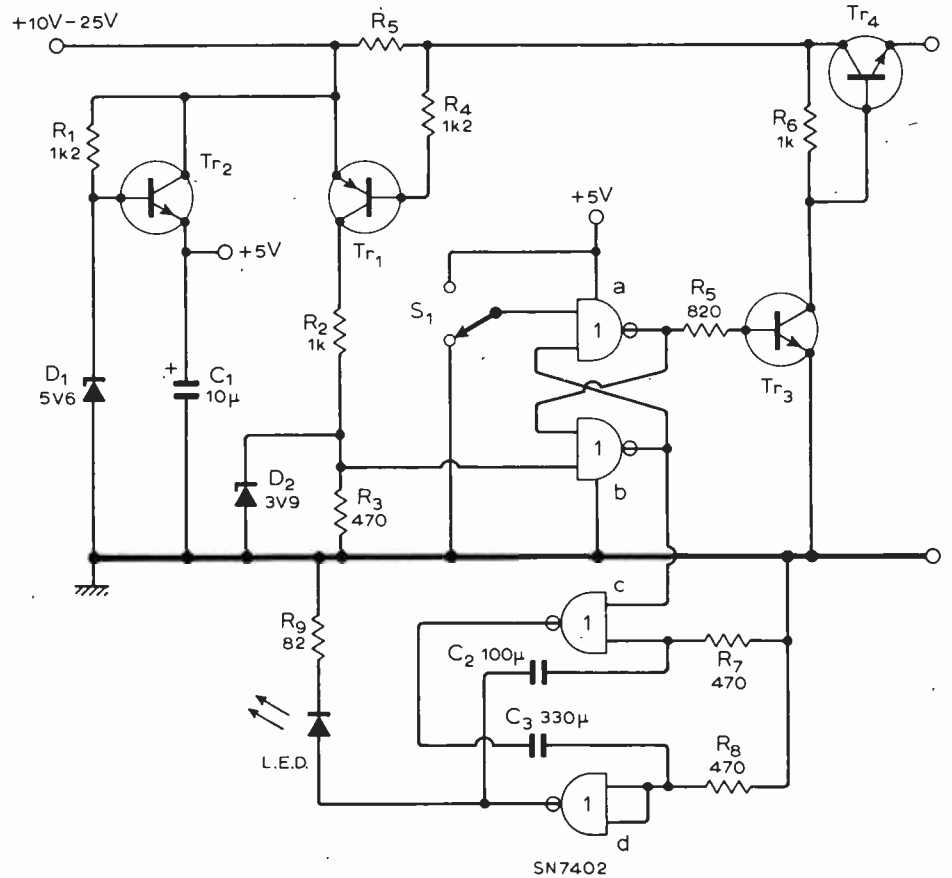 +10V-25V
R5
Tr4
R1
1k2
Tr2
R4
1k2
R6
1k
+5V
Tr1
+5V
a
S1
1
R5
820
R2
1k
Tr3
D1
5V6
+
C1
10μ
1
b
D2
3V9
R3
470
c
1
R9
82
C2 100μ
R7
470
C3 330μ
R8
470
L.E.D.
1
d
SN7402